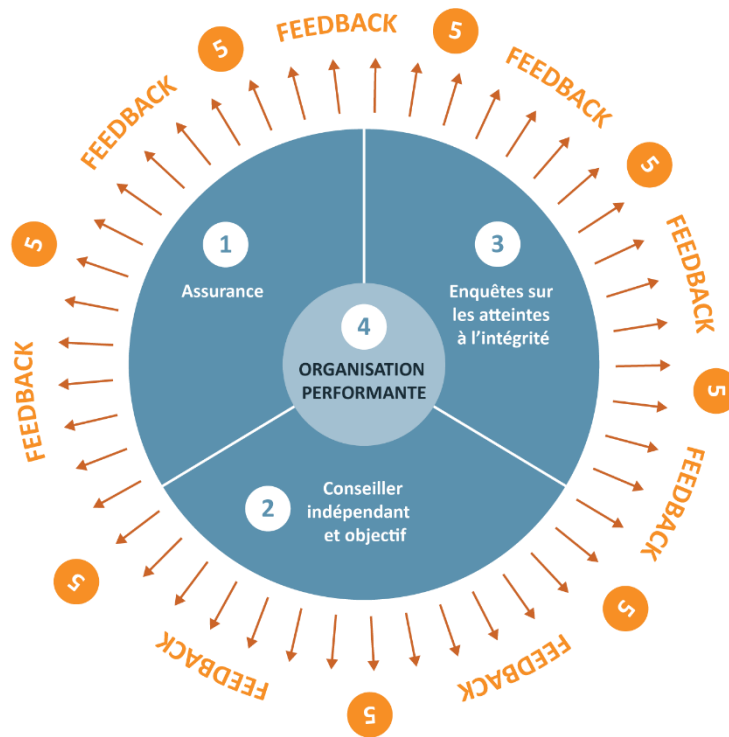 FEEDBACK
5
FEEDBACK
5
FEEDBACK
5
FEEDBACK
5
FEEDBACK
5
FEEDBACK
5
FEEDBACK
5
FEEDBACK
5
1
Assurance
3
Enquêtes sur
les atteintes
à l'intégrité
4
ORGANISATION
PERFORMANTE
2
Conseiller
indépendant
et objectif